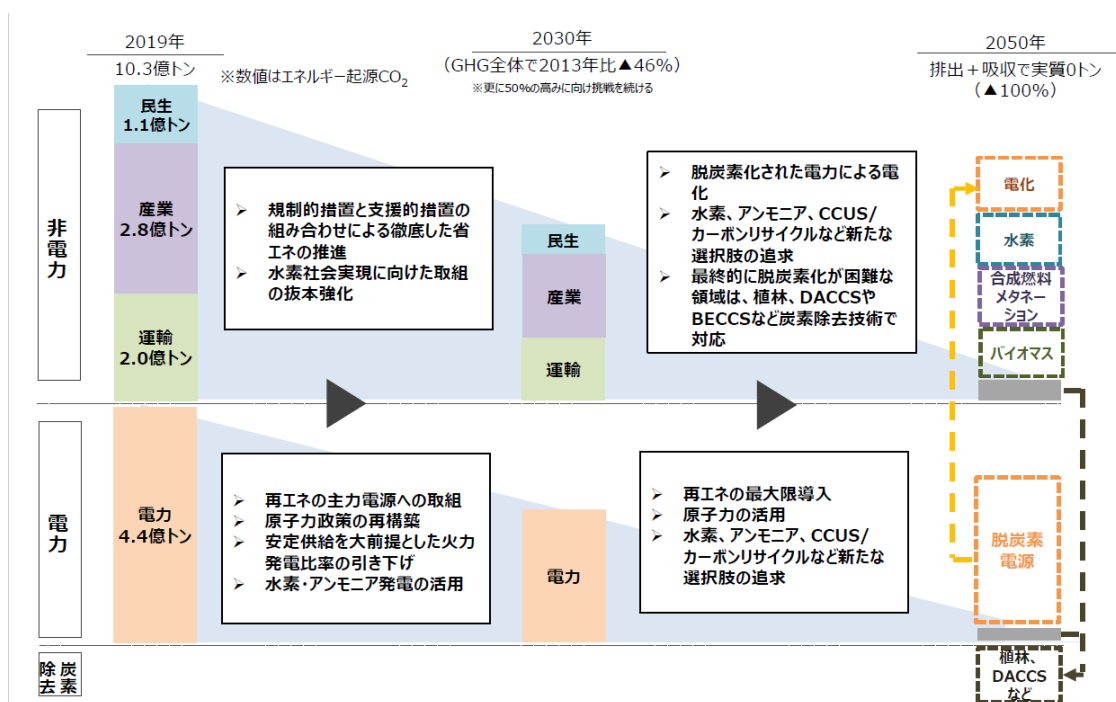 2019年
10.3億トン
※数値はエネルギー起源CO2
2030年
（GHG全体で2013年比▲46%）
※更に50%の高みに向け挑戦を続ける
2050年
排出＋吸収で実質0トン
（▲100%）
非電力
民生
1.1億トン
産業
2.8億トン
運輸
2.0億トン
➢ 規制的措置と支援的措置の
組み合わせによる徹底した省
エネの推進
➢ 水素社会実現に向けた取組
の抜本強化
民生
産業
運輸
➢ 脱炭素化された電力による電
化
➢ 水素、アンモニア、CCUS/
カーボンリサイクルなど新たな
選択肢の追求
➢ 最終的に脱炭素化が困難な
領域は、植林、DACCSや
BECCSなど炭素除去技術で
対応
電化
水素
合成燃料
メタネー
ション
バイオマス
電力
電力
4.4億トン
➢ 再エネの主力電源への取組
➢ 原子力政策の再構築
➢ 安定供給を大前提とした火力
発電比率の引き下げ
➢ 水素・アンモニア発電の活用
電力
➢ 再エネの最大限導入
➢ 原子力の活用
➢ 水素、アンモニア、CCUS/
カーボンリサイクルなど新たな
選択肢の追求
脱炭素
電源
炭素
除去
植林、
DACCS
など